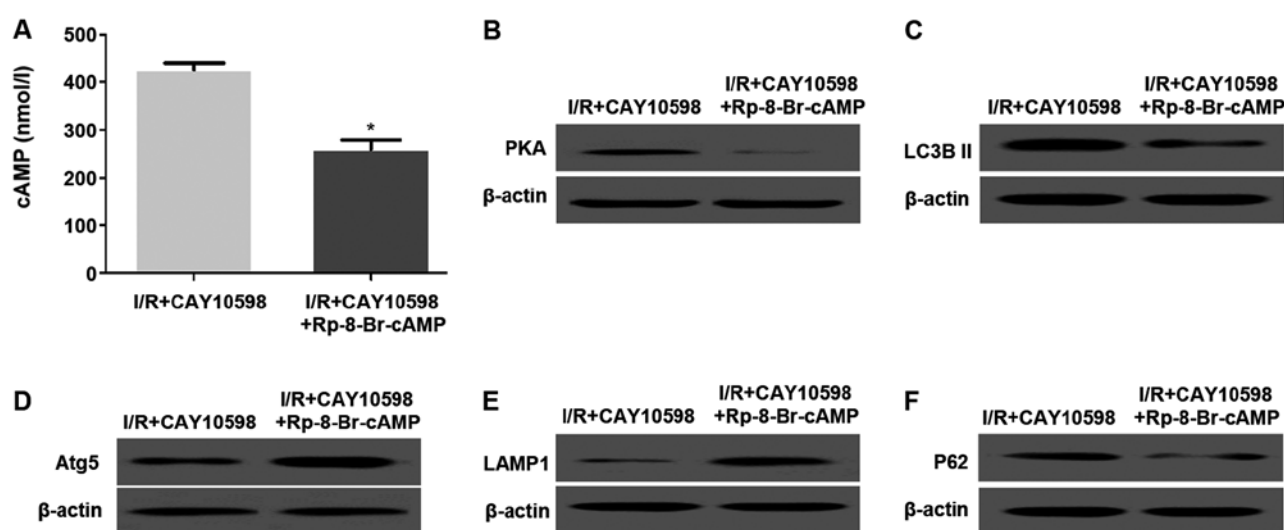 A
cAMP (nmol/l)
500
400
300
200
100
0
*
I/R+CAY10598
I/R+CAY10598
+Rp-8-Br-cAMP
B
I/R+CAY10598
I/R+CAY10598
+Rp-8-Br-cAMP
PKA
β-actin
C
I/R+CAY10598
I/R+CAY10598
+Rp-8-Br-cAMP
LC3B II
β-actin
D
I/R+CAY10598
I/R+CAY10598
+Rp-8-Br-cAMP
Atg5
β-actin
E
I/R+CAY10598
I/R+CAY10598
+Rp-8-Br-cAMP
LAMP1
β-actin
F
I/R+CAY10598
I/R+CAY10598
+Rp-8-Br-cAMP
P62
β-actin